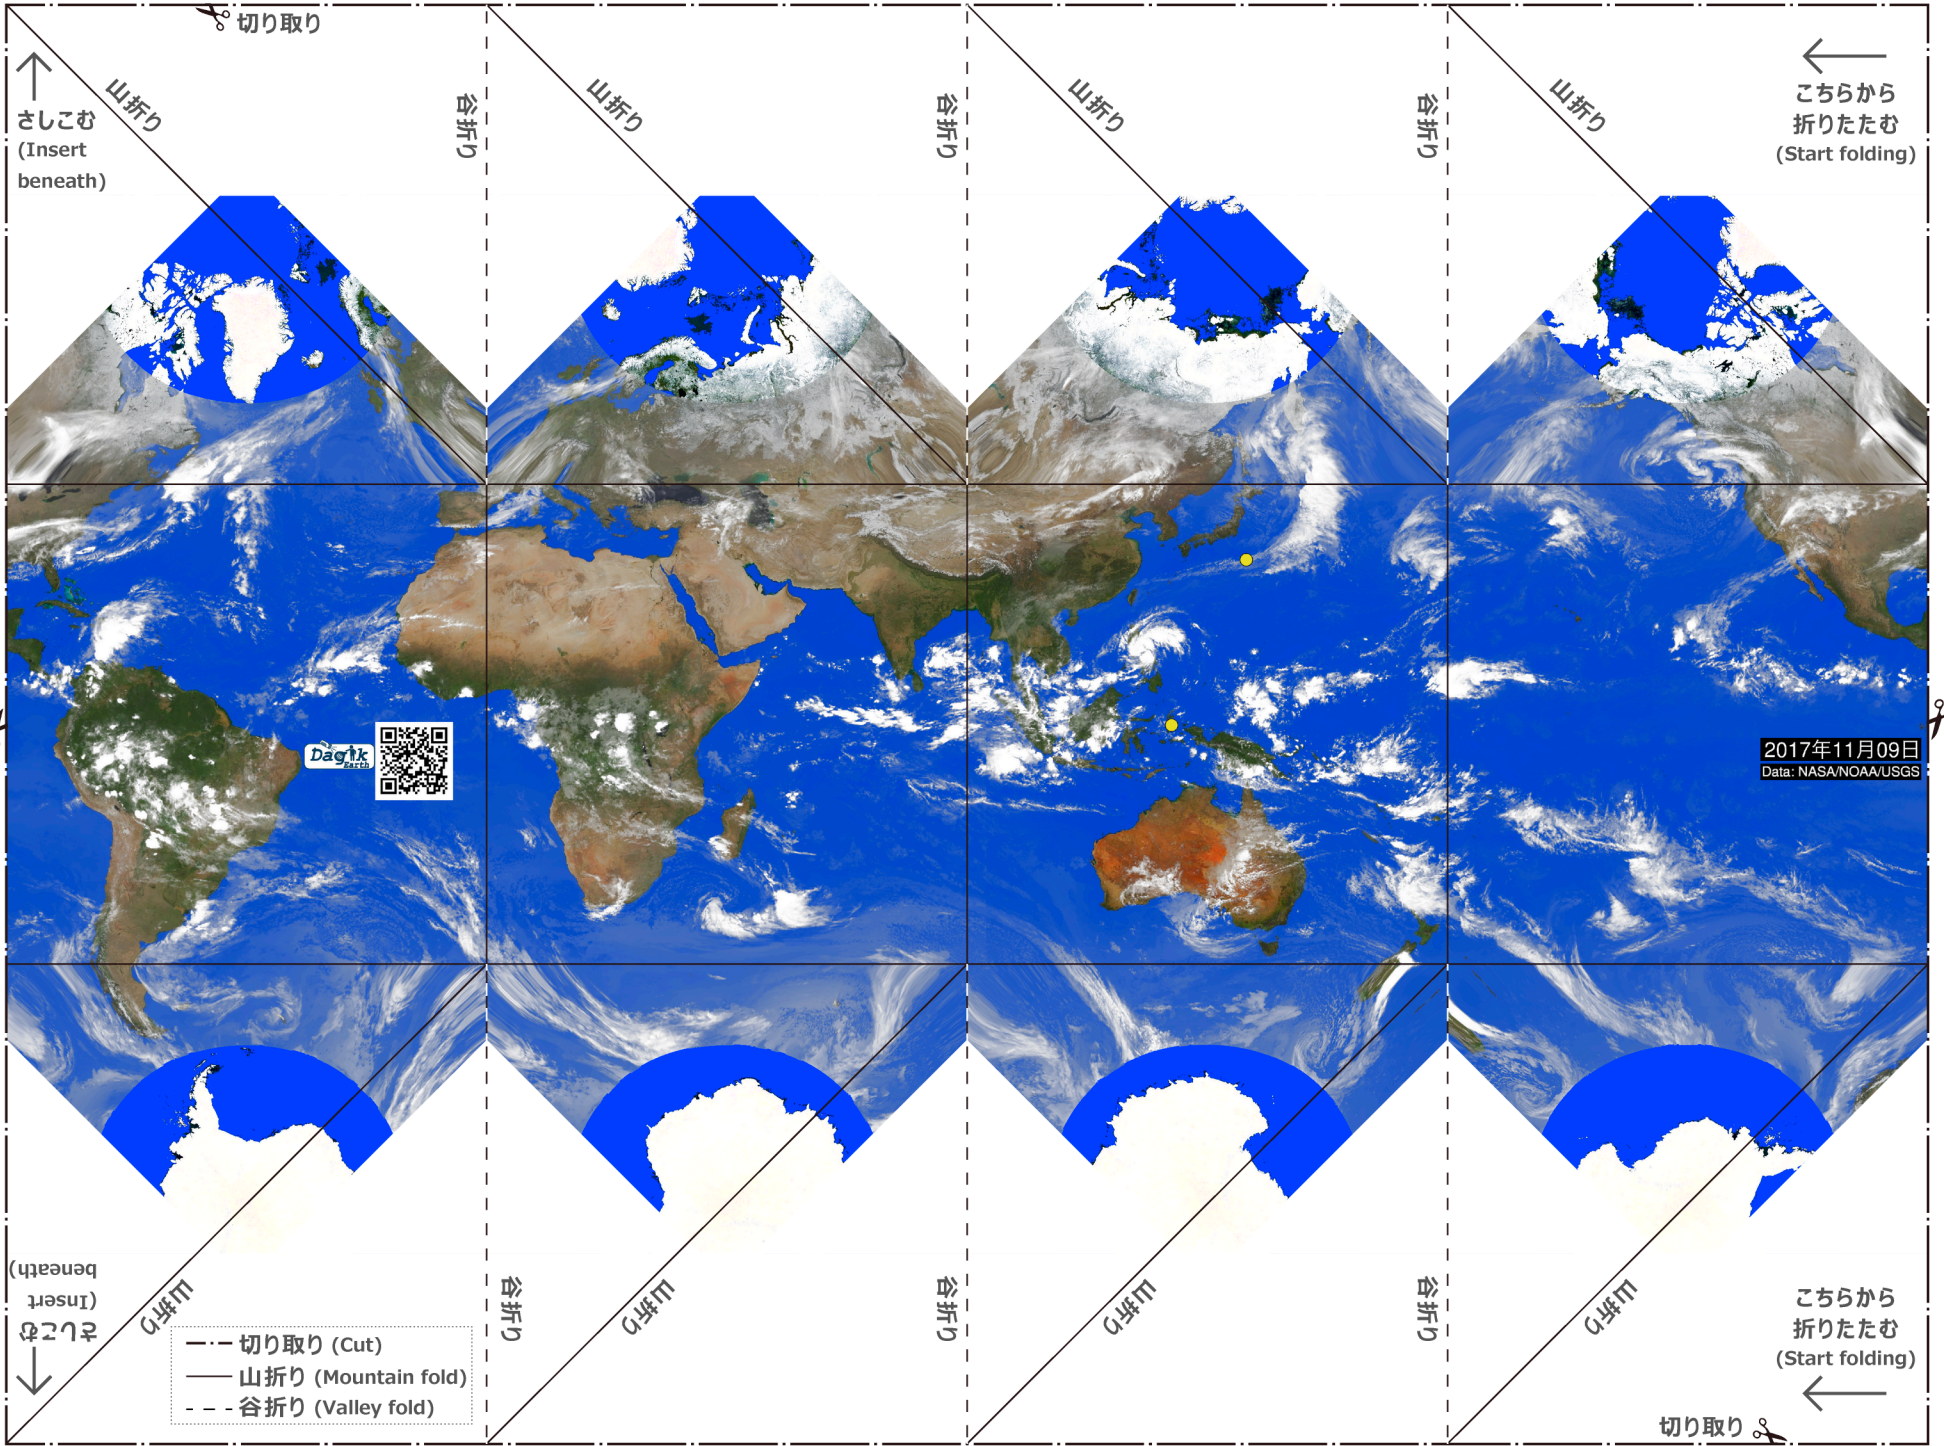 切り取り
山折り
谷折り
山折り
谷折り
山折り
谷折り
山折り
さしこむ
(Insert
beneath)
こちらから
折りたたむ
(Start folding)
Dagik
Earth
2017年11月09日
Data: NASA/NOAA/USGS
さしこむ
(Insert
beneath)
山折り
谷折り
山折り
谷折り
山折り
谷折り
山折り
こちらから
折りたたむ
(Start folding)
切り取り (Cut)
山折り (Mountain fold)
谷折り (Valley fold)
切り取り